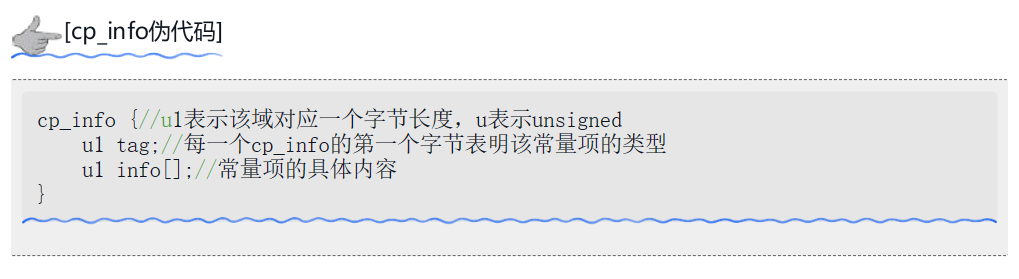 [cp_info伪代码]
cp_info {//u1表示该域对应一个字节长度，u表示unsigned
    u1 tag;//每一个cp_info的第一个字节表明该常量项的类型
    u1 info[];//常量项的具体内容
}